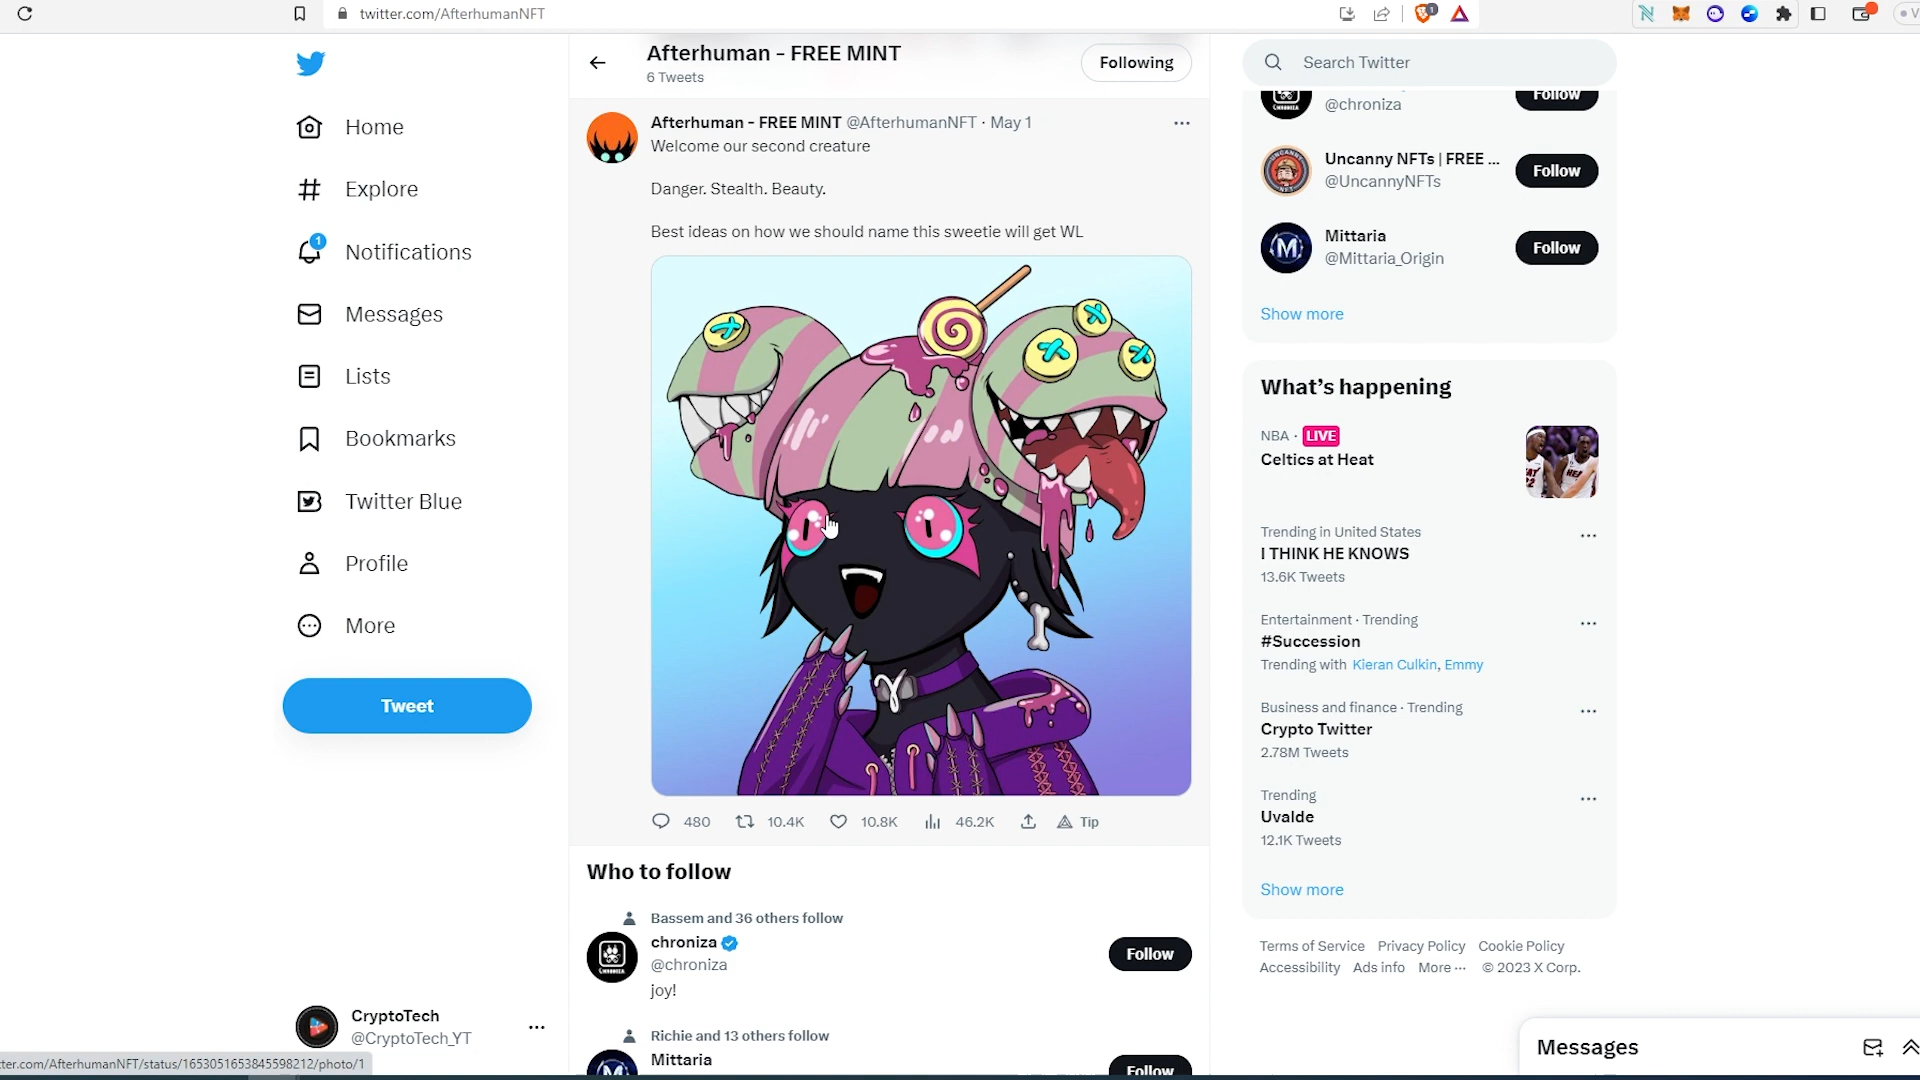 twitter.com/AfterhumanNFT
1
Home
Explore
1
Notifications
Messages
Lists
Bookmarks
Twitter Blue
Profile
More
Tweet
CryptoTech
@CryptoTech_YT
Afterhuman - FREE MINT
6 Tweets
Following
Afterhuman - FREE MINT @AfterhumanNFT · May 1
Welcome our second creature
Danger. Stealth. Beauty.
Best ideas on how we should name this sweetie will get WL
480
10.4K
10.8K
46.2K
Tip
Who to follow
Bassem and 36 others follow
chroniza
@chroniza
joy!
Follow
Richie and 13 others follow
Mittaria
Follow
Search Twitter
@chroniza
Follow
Uncanny NFTs | FREE ...
@UncannyNFTs
Follow
Mittaria
@Mittaria_Origin
Follow
Show more
What's happening
NBA · LIVE
Celtics at Heat
Trending in United States
I THINK HE KNOWS
13.6K Tweets
Entertainment · Trending
#Succession
Trending with Kieran Culkin, Emmy
Business and finance · Trending
Crypto Twitter
2.78M Tweets
Trending
Uvalde
12.1K Tweets
Show more
Terms of Service Privacy Policy Cookie Policy
Accessibility Ads info More ··· © 2023 X Corp.
Messages
tter.com/AfterhumanNFT/status/1653051653845598212/photo/1